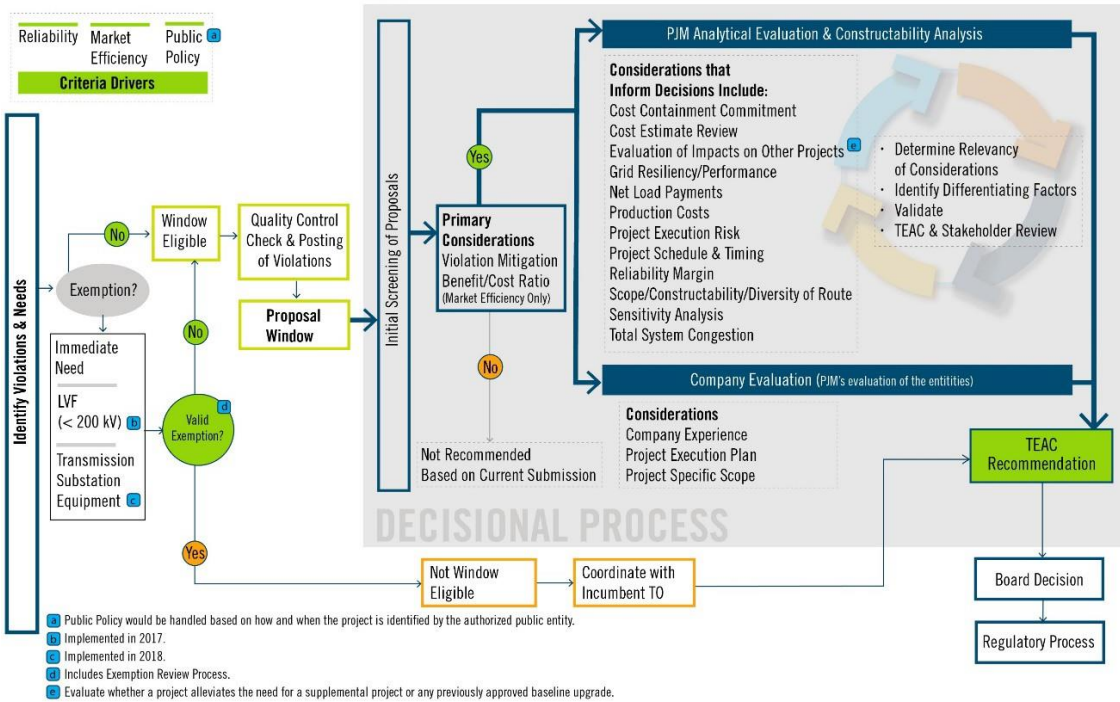 Reliability
Market
Efficiency
Public
Policy
a
Criteria Drivers
Identify Violations & Needs
No
Exemption?
Immediate
Need
LVF
(< 200 kV) b
Transmission
Substation
Equipment c
Window
Eligible
No
d
Valid
Exemption?
Yes
Quality Control
Check & Posting
of Violations
Proposal
Window
Initial Screening of Proposals
Yes
Primary
Considerations
Violation Mitigation
Benefit/Cost Ratio
(Market Efficiency Only)
No
Not Recommended
Based on Current Submission
PJM Analytical Evaluation & Constructability Analysis
Considerations that
Inform Decisions Include:
Cost Containment Commitment
Cost Estimate Review
Evaluation of Impacts on Other Projects e
Grid Resiliency/Performance
Net Load Payments
Production Costs
Project Execution Risk
Project Schedule & Timing
Reliability Margin
Scope/Constructability/Diversity of Route
Sensitivity Analysis
Total System Congestion
· Determine Relevancy
of Considerations
· Identify Differentiating Factors
· Validate
· TEAC & Stakeholder Review
Company Evaluation (PJM's evaluation of the entitities)
Considerations
Company Experience
Project Execution Plan
Project Specific Scope
DECISIONAL PROCESS
TEAC
Recommendation
Not Window
Eligible
Coordinate with
Incumbent TO
Board Decision
Regulatory Process
a Public Policy would be handled based on how and when the project is identified by the authorized public entity.
b Implemented in 2017.
c Implemented in 2018.
d Includes Exemption Review Process.
e Evaluate whether a project alleviates the need for a supplemental project or any previously approved baseline upgrade.